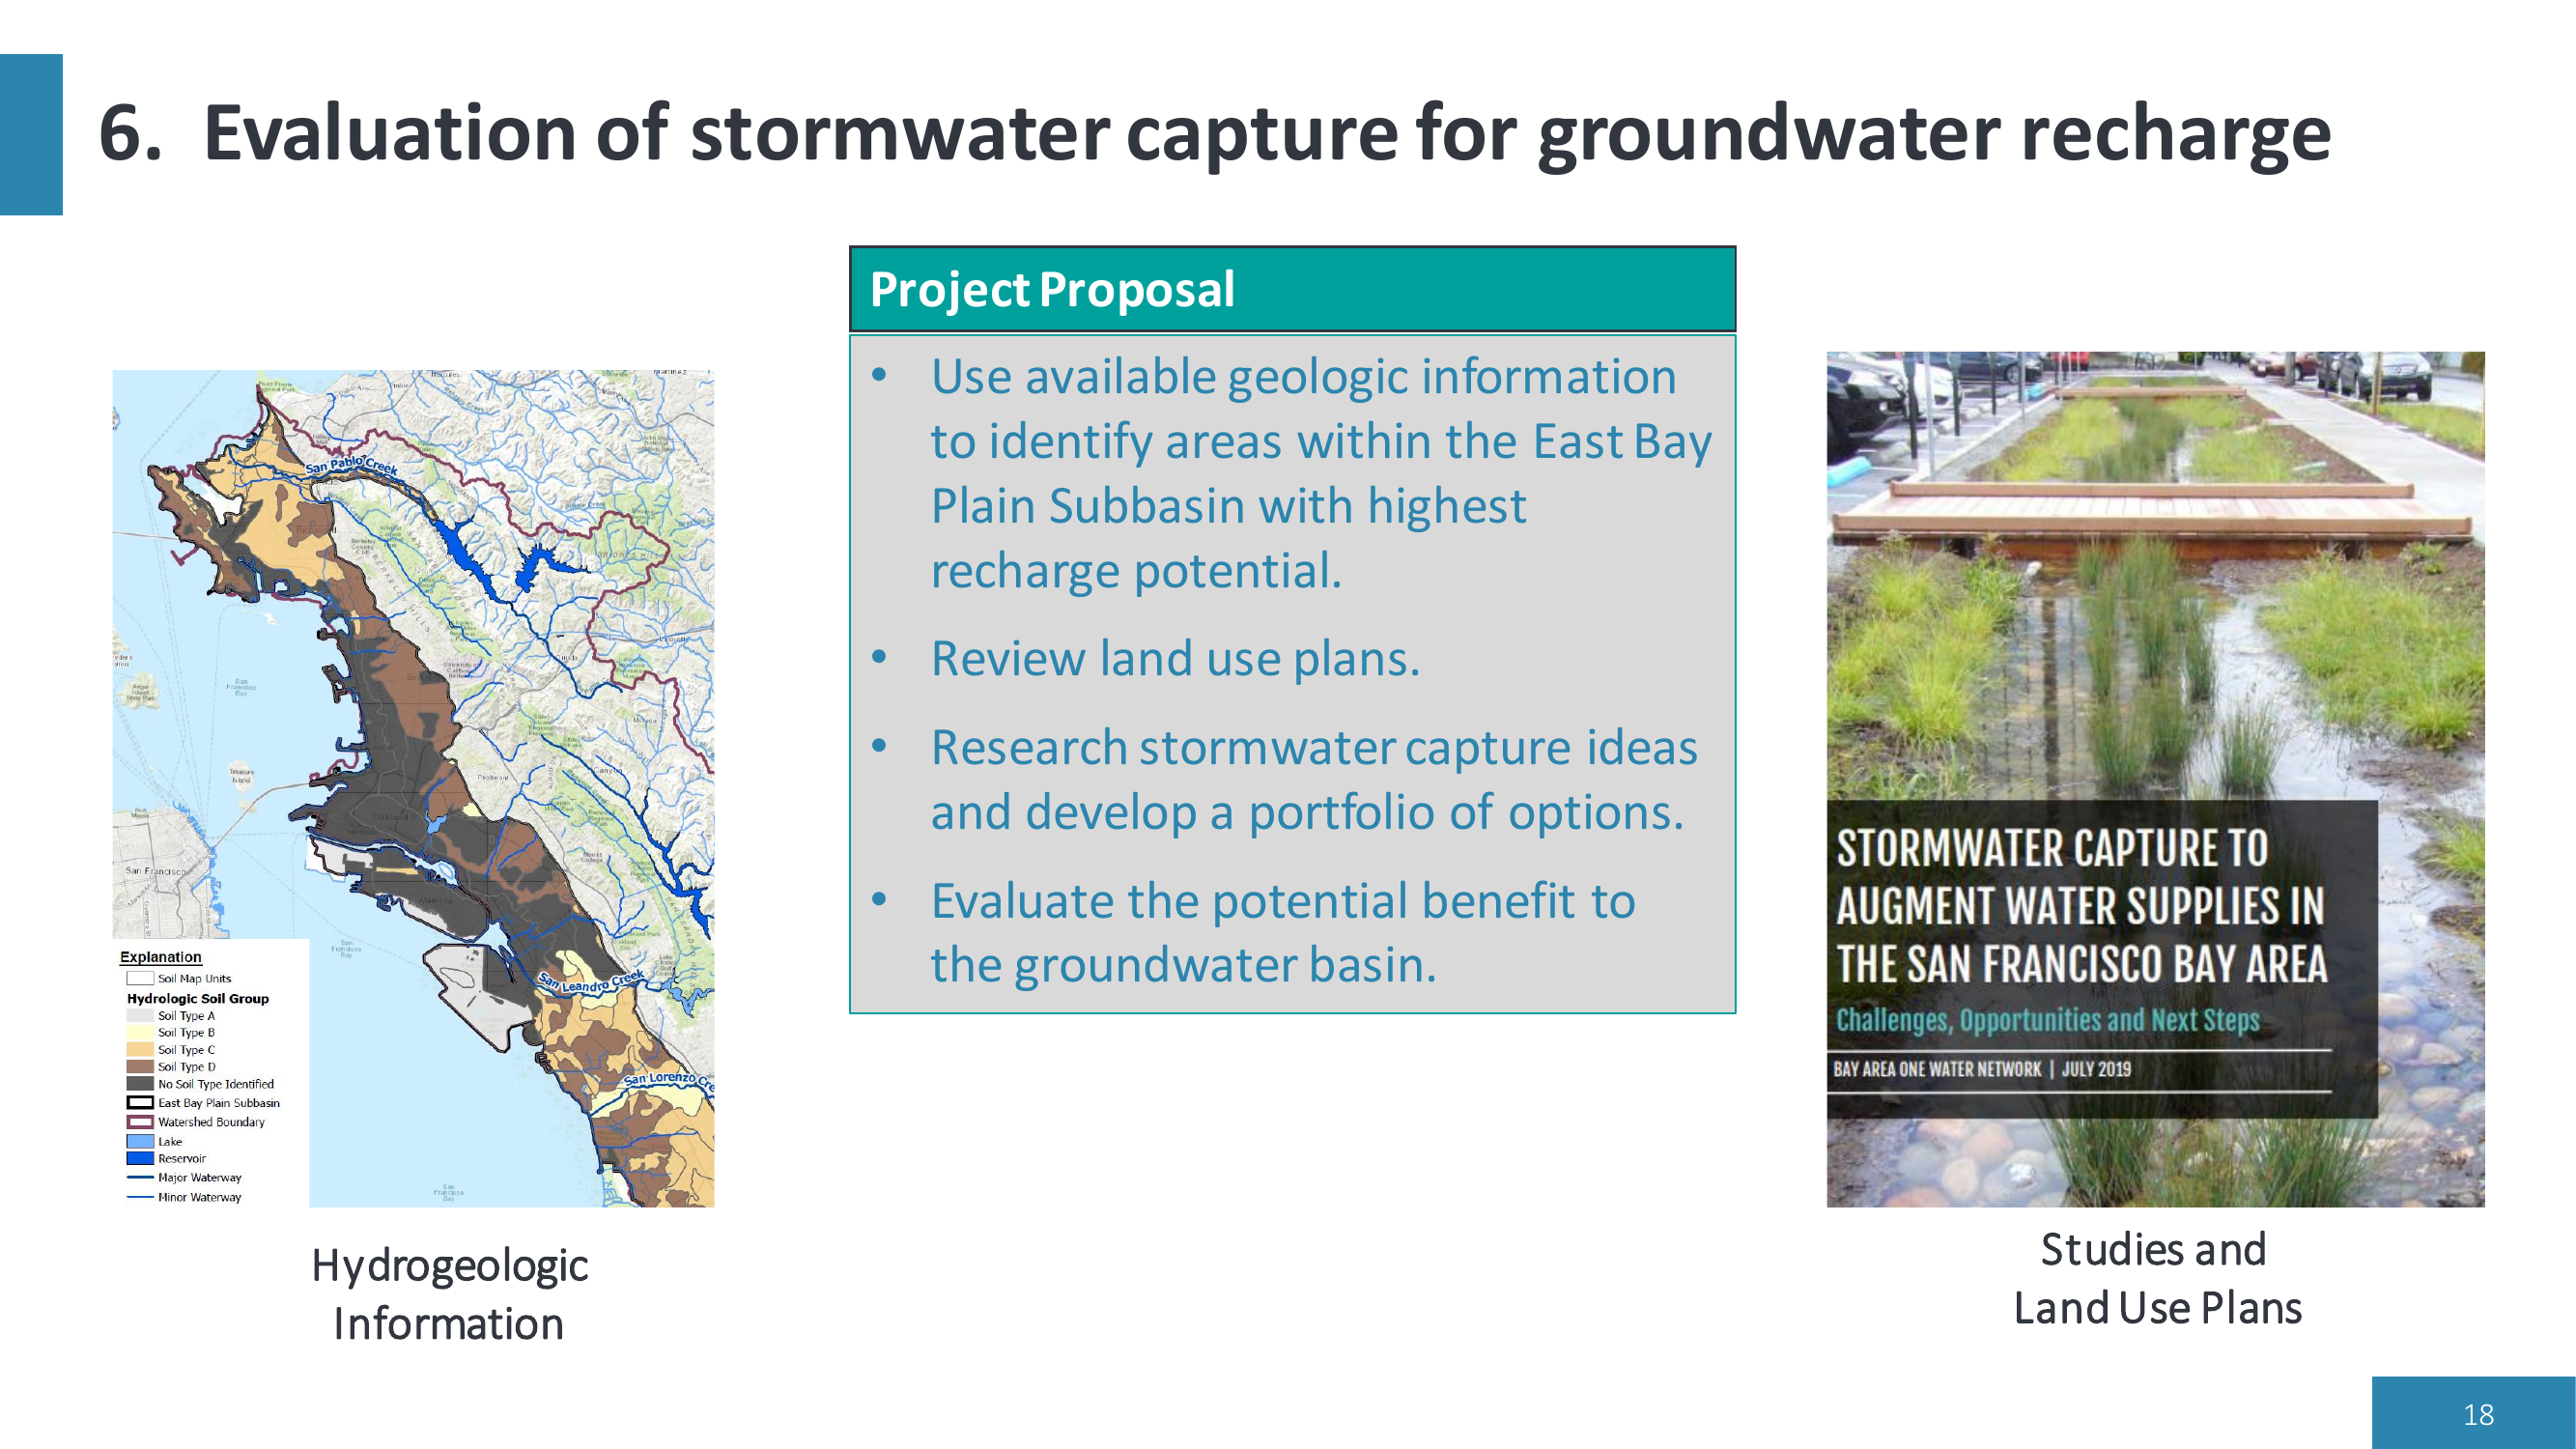 6. Evaluation of stormwater capture for groundwater recharge
Project Proposal
• Use available geologic information
to identify areas within the East Bay
Plain Subbasin with highest
recharge potential.
• Review land use plans.
• Research stormwater capture ideas
and develop a portfolio of options.
• Evaluate the potential benefit to
the groundwater basin.
San Pablo Creek
Oakland
San Francisco
San Leandro Creek
San Lorenzo Cre
Explanation
Soil Map Units
Hydrologic Soil Group
Soil Type A
Soil Type B
Soil Type C
Soil Type D
No Soil Type Identified
East Bay Plain Subbasin
Watershed Boundary
Lake
Reservoir
Major Waterway
Minor Waterway
Hydrogeologic
Information
STORMWATER CAPTURE TO
AUGMENT WATER SUPPLIES IN
THE SAN FRANCISCO BAY AREA
Challenges, Opportunities and Next Steps
BAY AREA ONE WATER NETWORK | JULY 2019
Studies and
Land Use Plans
18